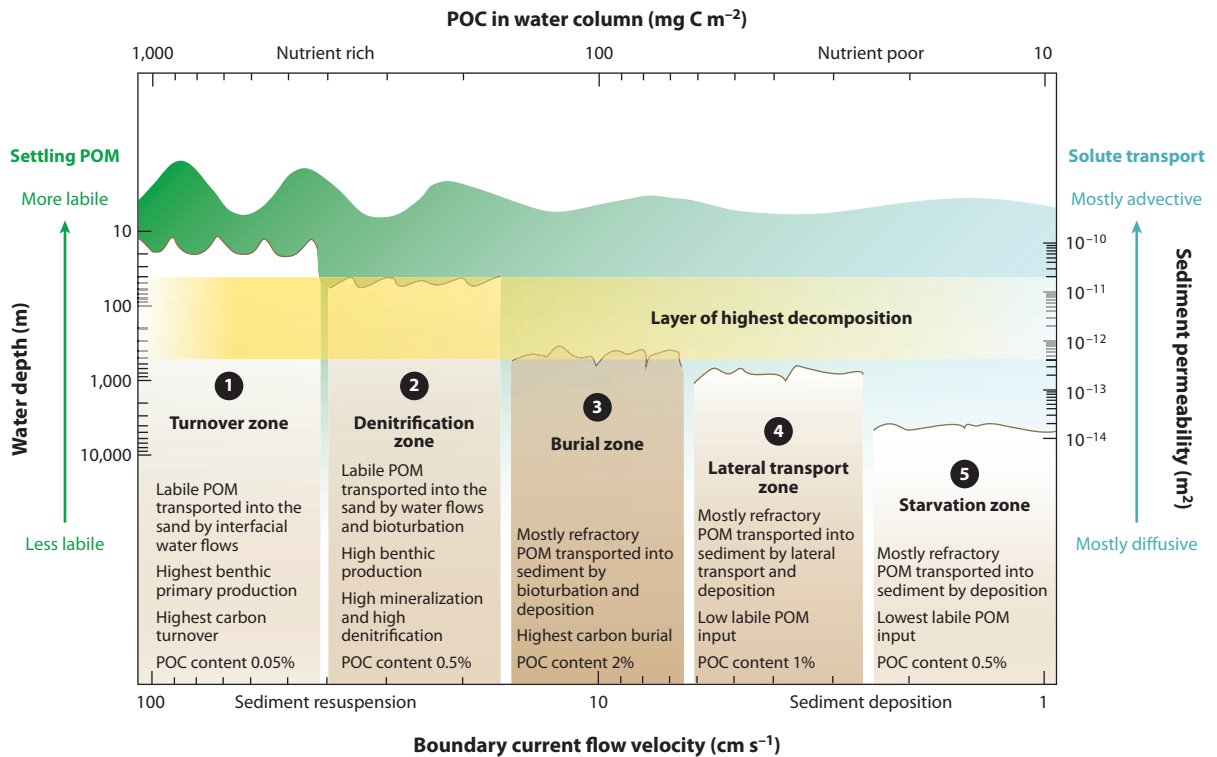 POC in water column (mg C m⁻²)
1,000 Nutrient rich 100 Nutrient poor 10
Settling POM
More labile
Less labile
Water depth (m)
10
100
1,000
10,000
Solute transport
Mostly advective
Mostly diffusive
Sediment permeability (m²)
10⁻¹⁰
10⁻¹¹
10⁻¹²
10⁻¹³
10⁻¹⁴
Layer of highest decomposition
1
Turnover zone
Labile POM
transported into the
sand by interfacial
water flows
Highest benthic
primary production
Highest carbon
turnover
POC content 0.05%
2
Denitrification
zone
Labile POM
transported into the
sand by water flows
and bioturbation
High benthic
production
High mineralization
and high
denitrification
POC content 0.5%
3
Burial zone
Mostly refractory
POM transported into
sediment by
bioturbation and
deposition
Highest carbon burial
POC content 2%
4
Lateral transport
zone
Mostly refractory
POM transported into
sediment by lateral
transport and
deposition
Low labile POM
input
POC content 1%
5
Starvation zone
Mostly refractory
POM transported into
sediment by deposition
Lowest labile POM
input
POC content 0.5%
100 Sediment resuspension 10 Sediment deposition 1
Boundary current flow velocity (cm s⁻¹)